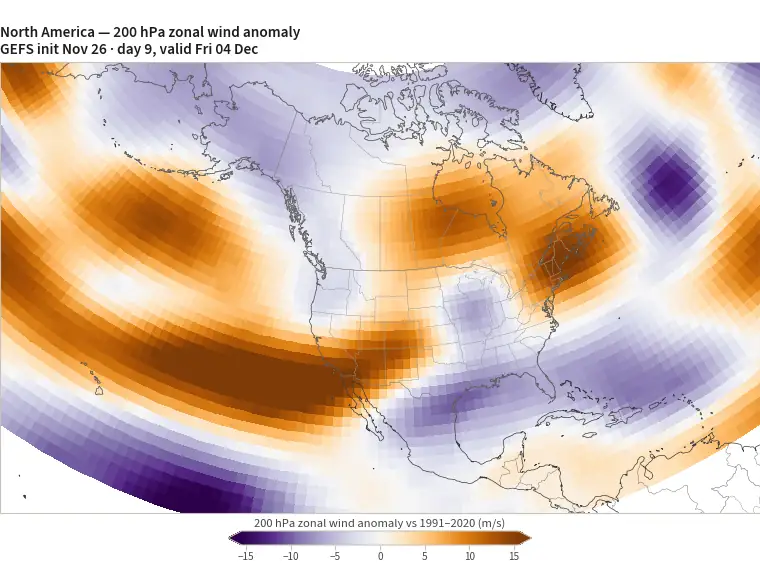 North America — 200 hPa zonal wind anomaly
GEFS init Nov 26 · day 9, valid Fri 04 Dec
200 hPa zonal wind anomaly vs 1991–2020 (m/s)
−15 −10 −5 0 5 10 15